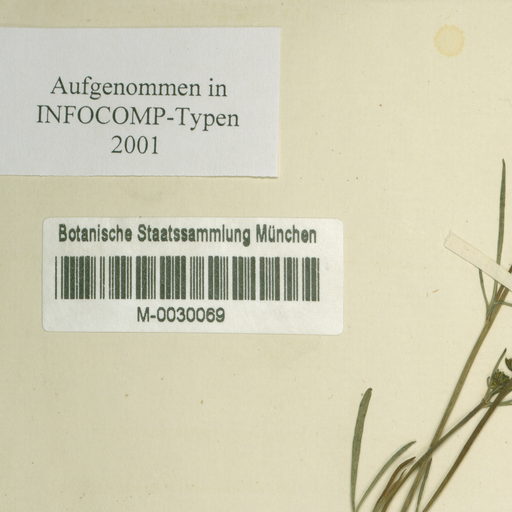 Aufgenommen in
INFOCOMP-Typen
2001
Botanische Staatssammlung München
M-0030069